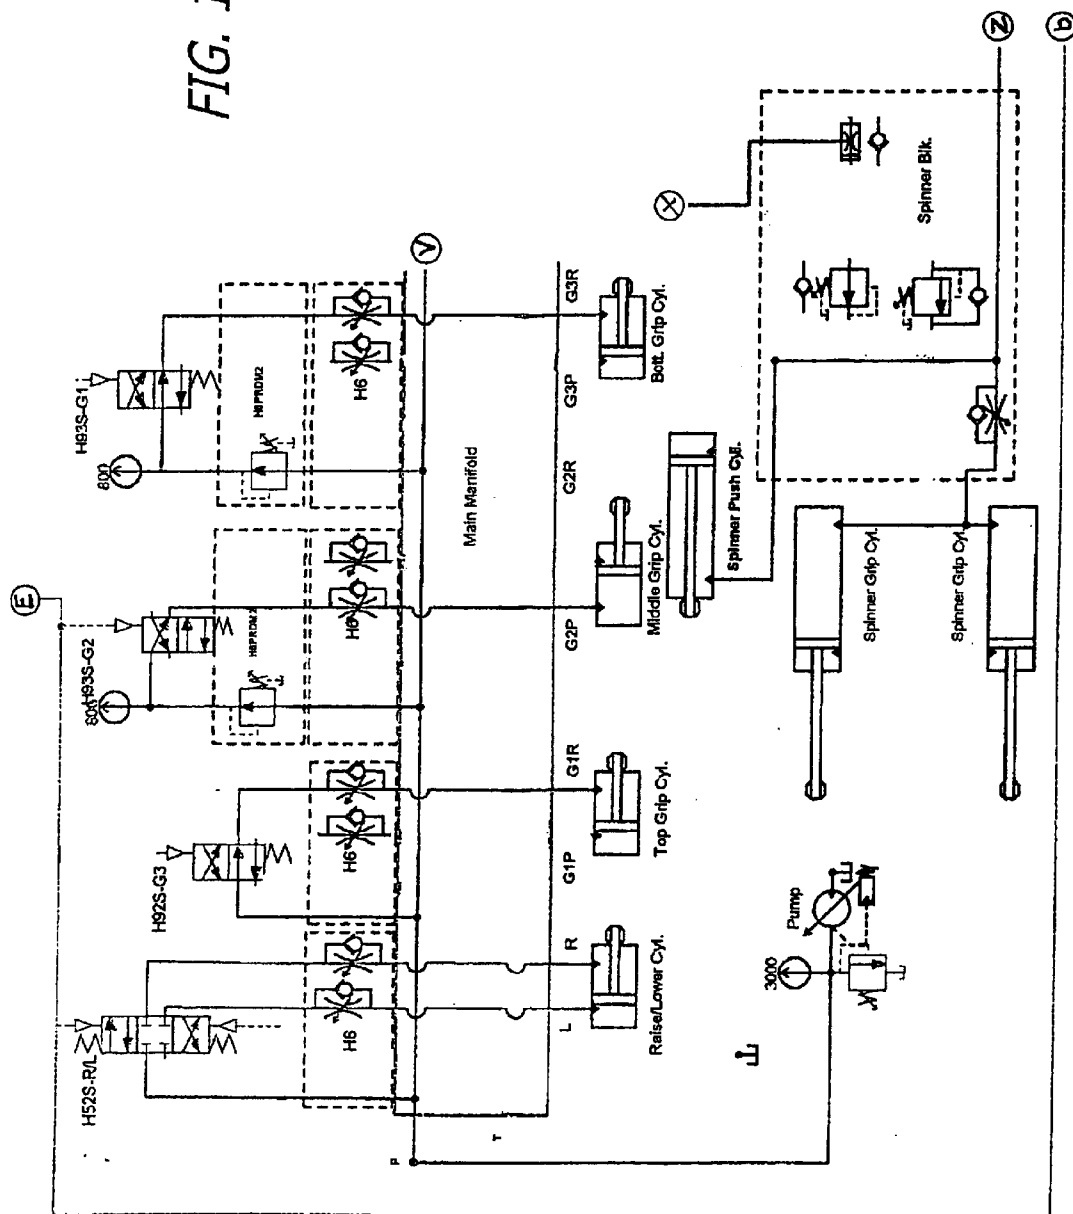 FIG. 1
E
Z
b
X
V
H93S-G1
800
H6PRDV2
H6
H93S-G2
H6
H92S-G3
H6
H52S-R/L
H6
Main Manifold
G3R
G3P
G2R
G2P
G1R
G1P
R
L
P
T
Bott. Grip Cyl.
Middle Grip Cyl.
Top Grip Cyl.
Raise/Lower Cyl.
Spinner Push Cyl.
Spinner Blk.
Spinner Grip Cyl.
Spinner Grip Cyl.
Pump
3000